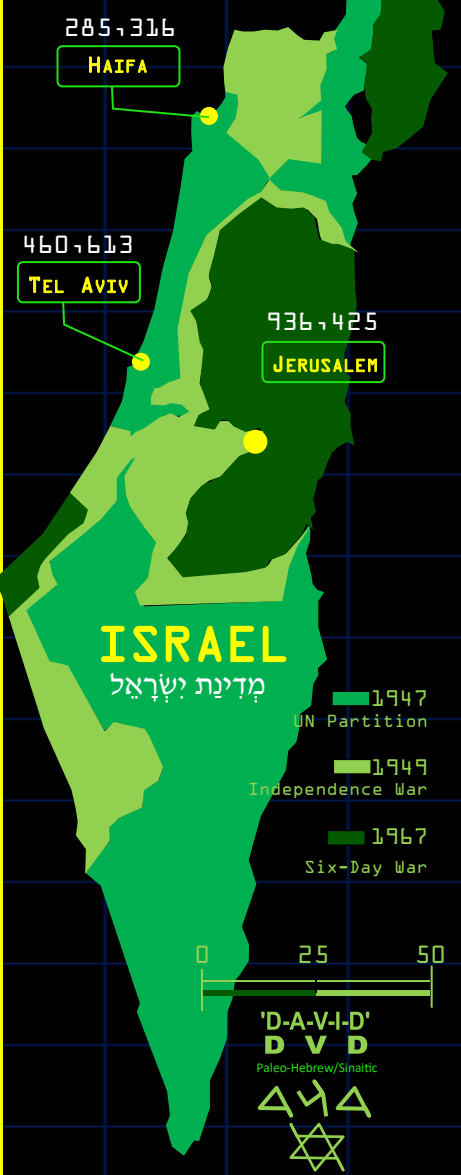 285,316
HAIFA
460,613
TEL AVIV
936,425
JERUSALEM
ISRAEL
מְדִינַת יִשְׂרָאֵל
1947
UN Partition
1949
Independence War
1967
Six-Day War
0 25 50
'D-A-V-I-D'
D V D
Paleo-Hebrew/Sinaitic